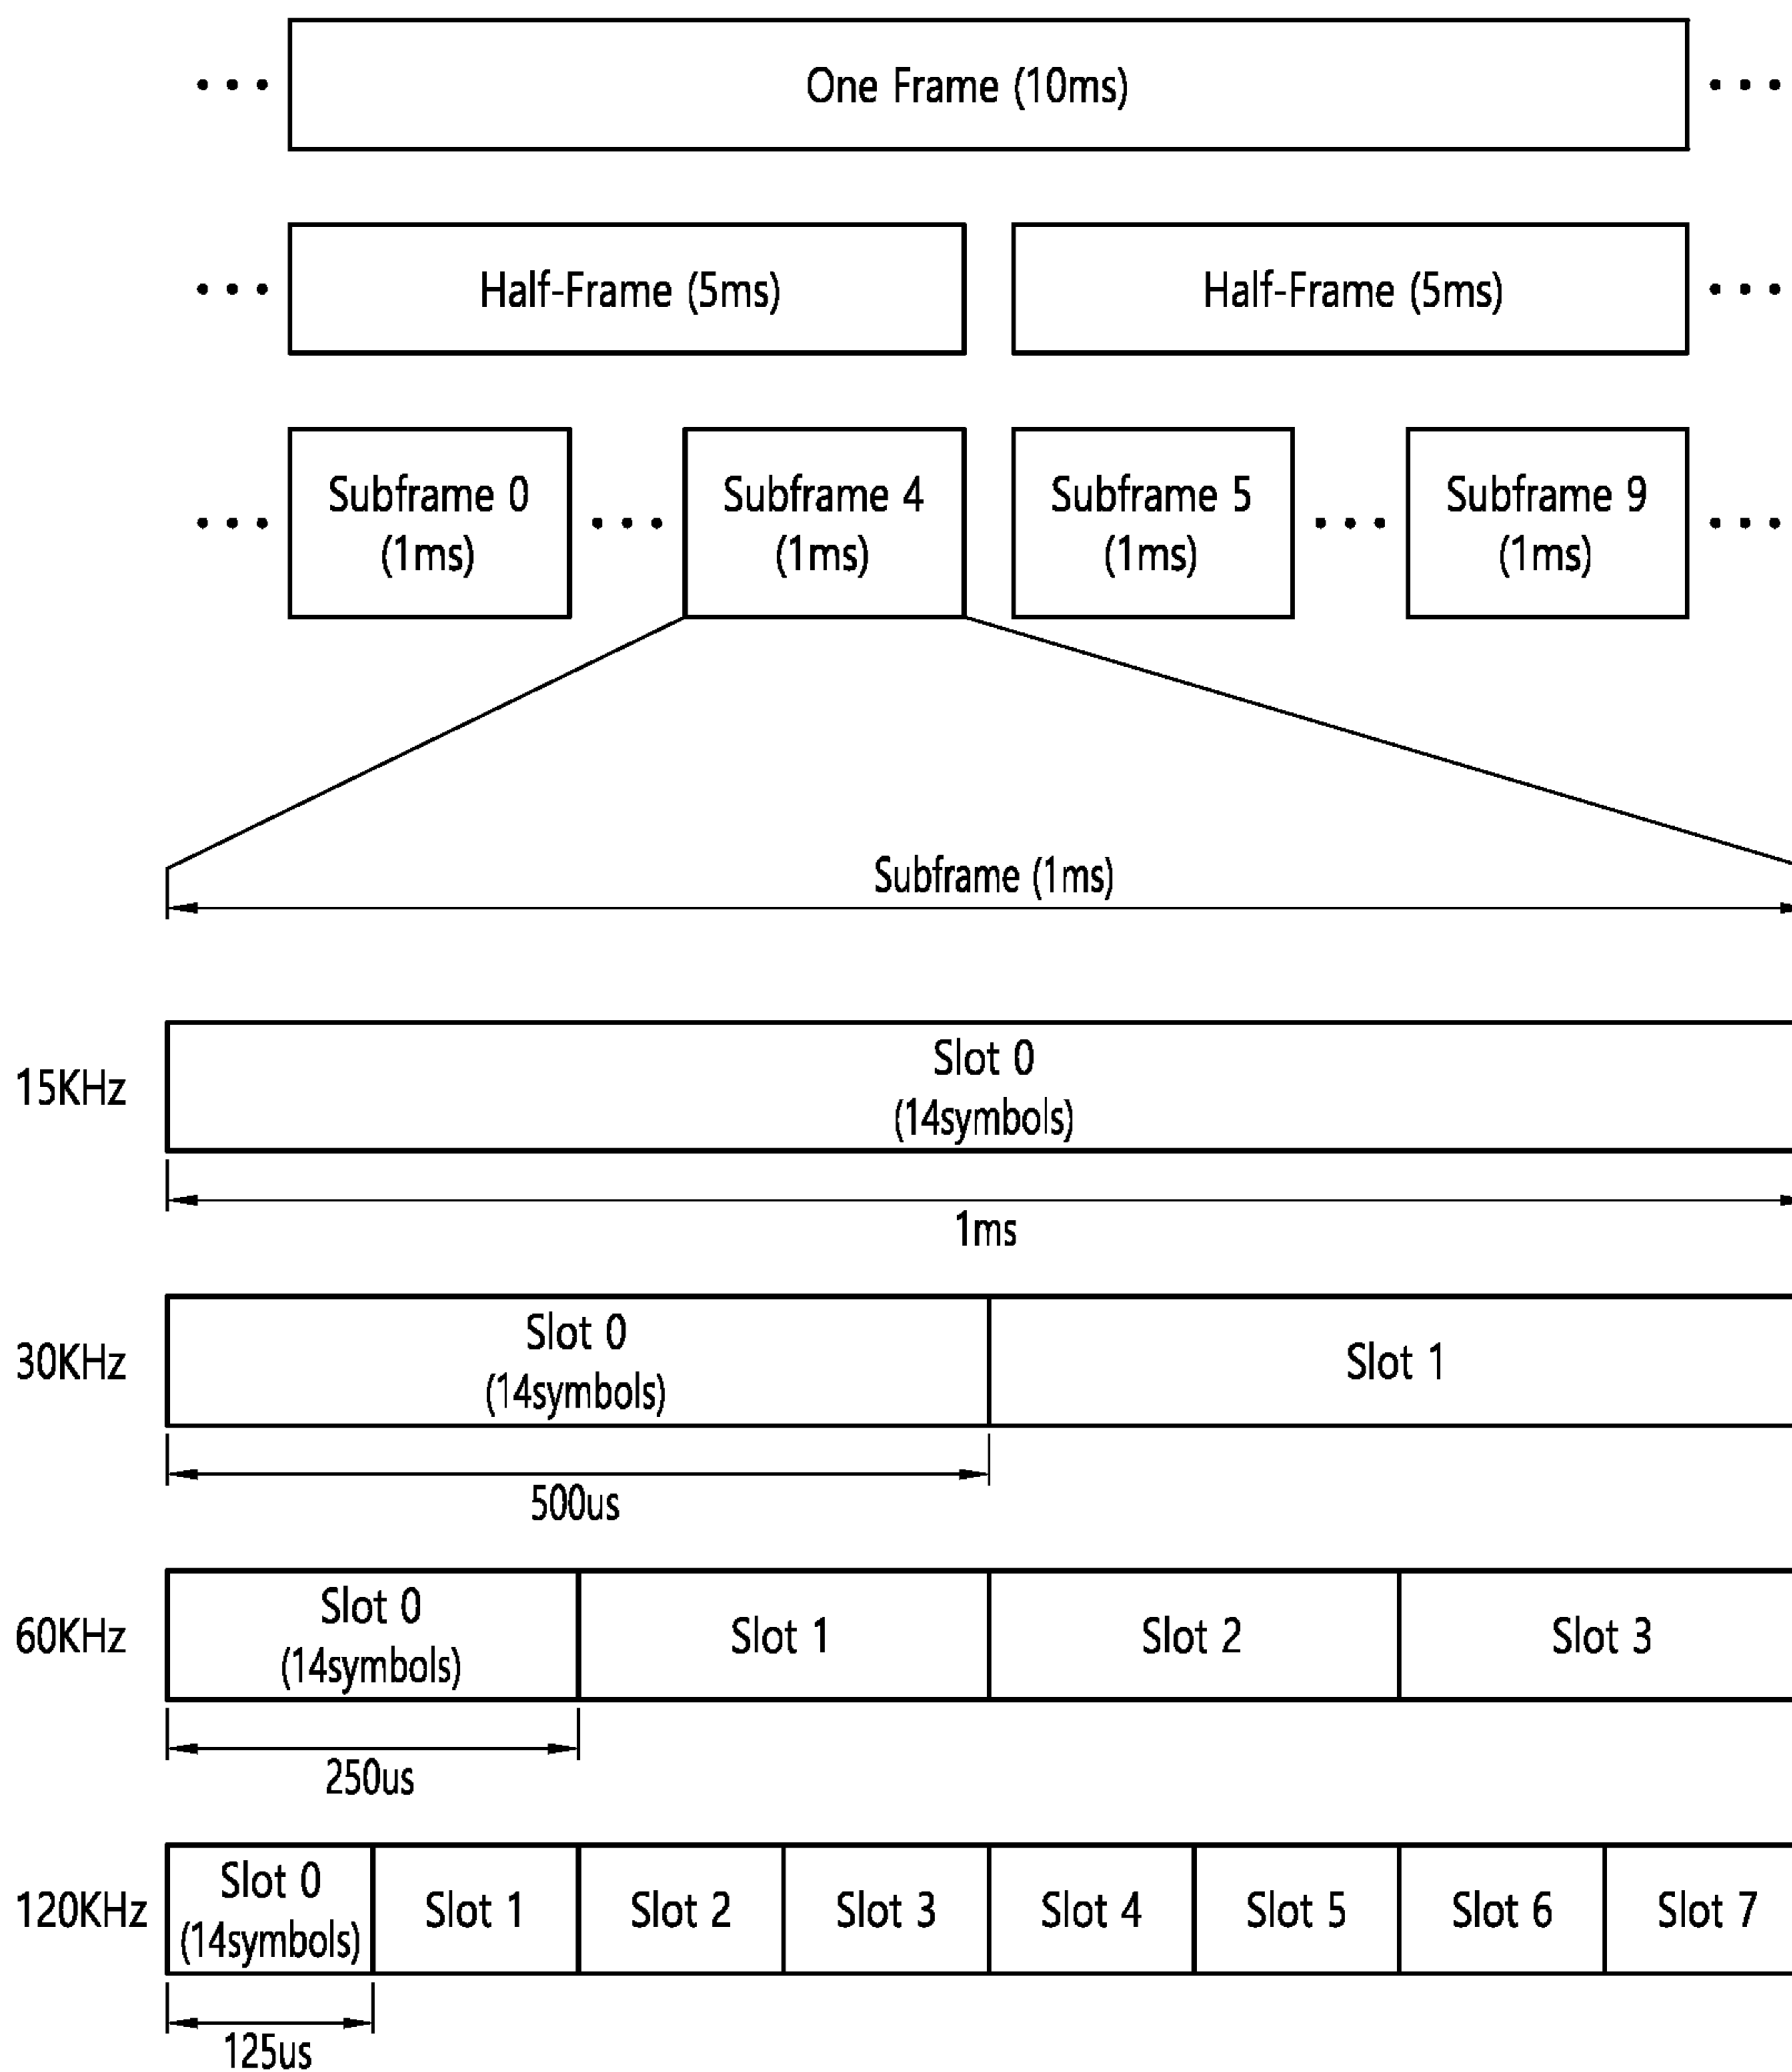 One Frame (10ms)
Half-Frame (5ms) Half-Frame (5ms)
Subframe 0 Subframe 4 Subframe 5 Subframe 9
(1ms) (1ms) (1ms) (1ms)
Subframe (1ms)
15KHz
Slot 0
(14symbols)
1ms
30KHz
Slot 0
(14symbols)
Slot 1
500us
60KHz
Slot 0
(14symbols)
Slot 1
Slot 2
Slot 3
250us
120KHz
Slot 0
(14symbols)
Slot 1
Slot 2
Slot 3
Slot 4
Slot 5
Slot 6
Slot 7
125us